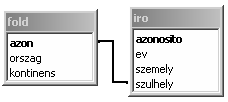 fold
azon
orszag
kontinens
iro
azonosito
ev
szemely
szulhely